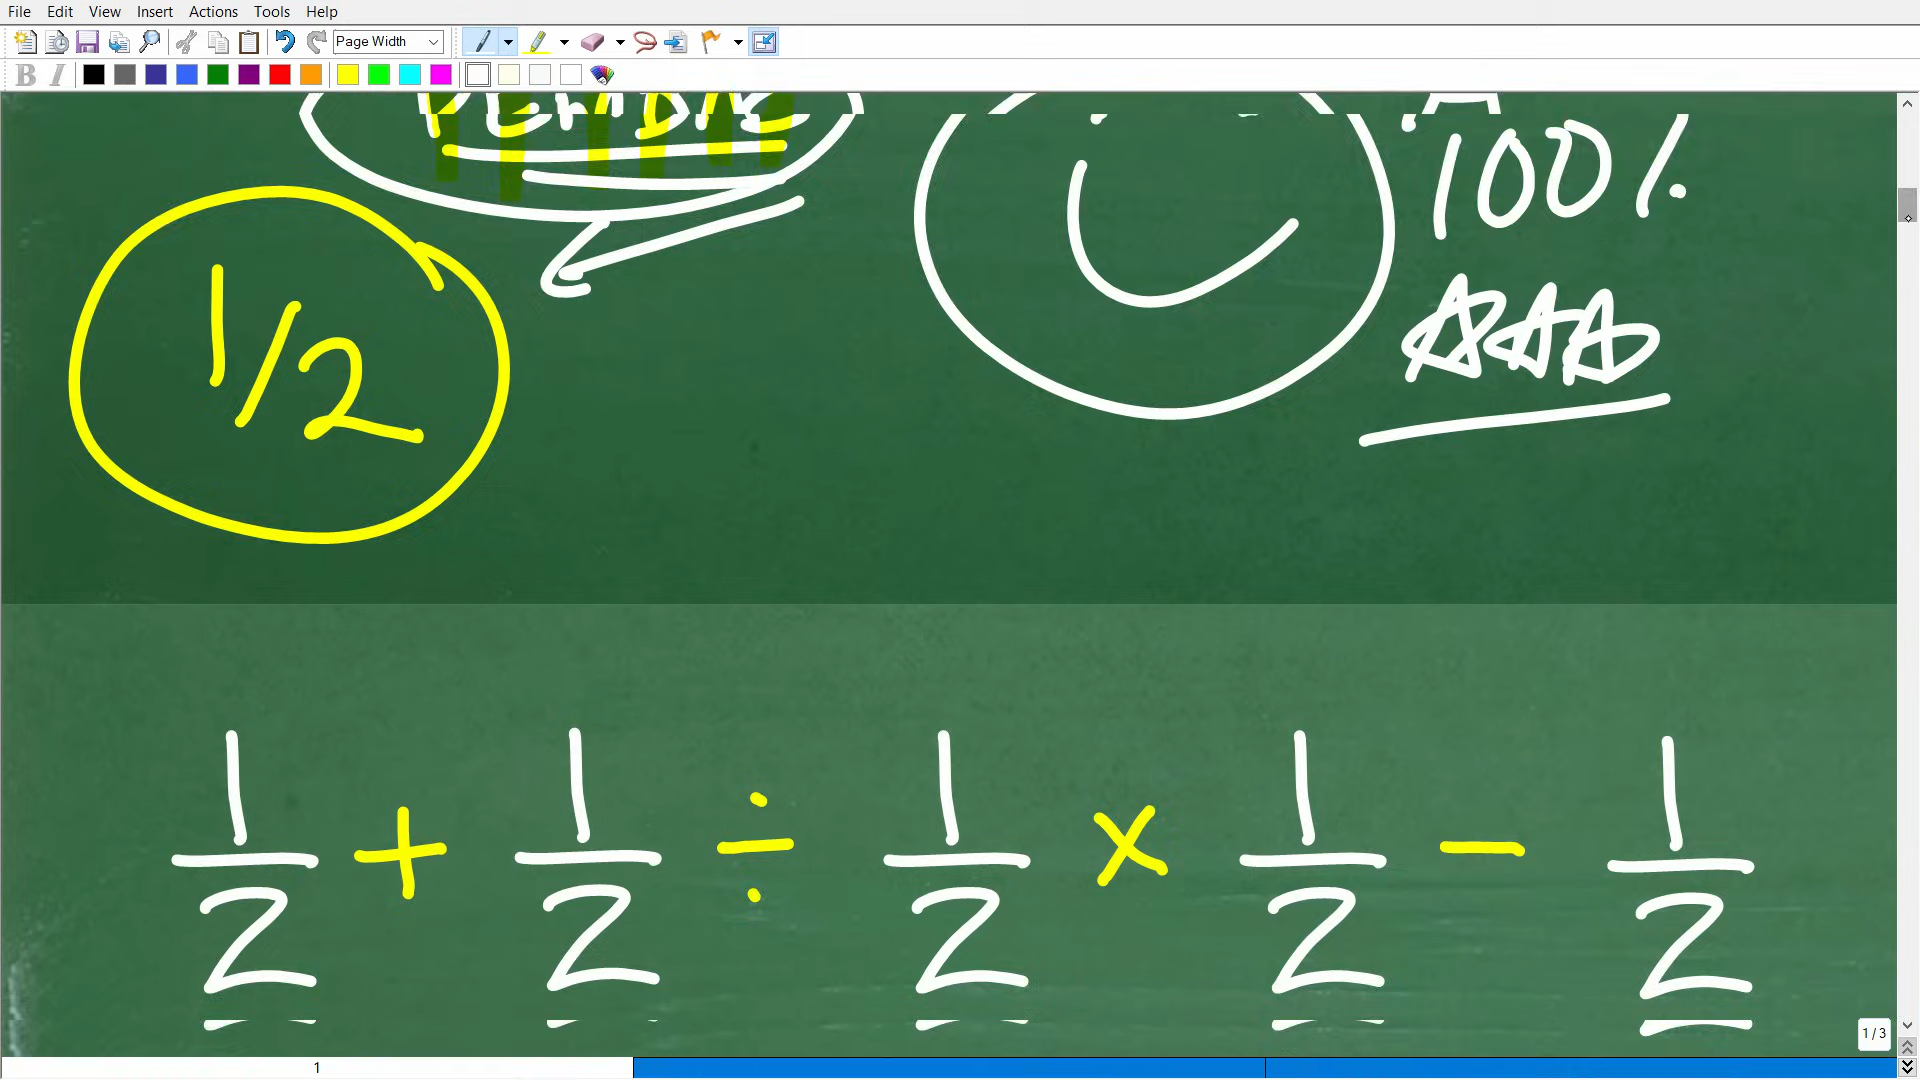 File Edit View Insert Actions Tools Help
Page Width
B I
100%
1/2
1/2 + 1/2 ÷ 1/2 × 1/2 − 1/2
1 / 3
1